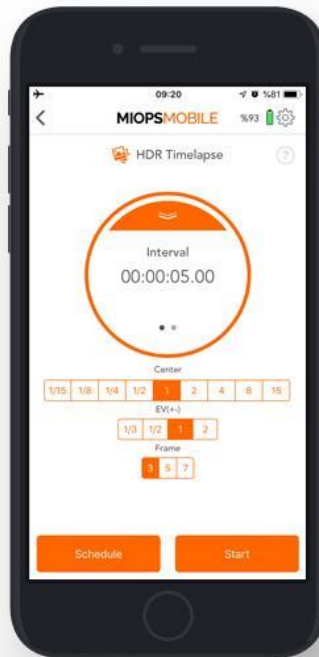 09:20
%81
MIOPSMOBILE
%93
HDR Timelapse
?
Interval
00:00:05.00
Center
1/15 1/8 1/4 1/2 1 2 4 8 15
EV(+-)
1/3 1/2 1 2
Frame
3 5 7
Schedule
Start